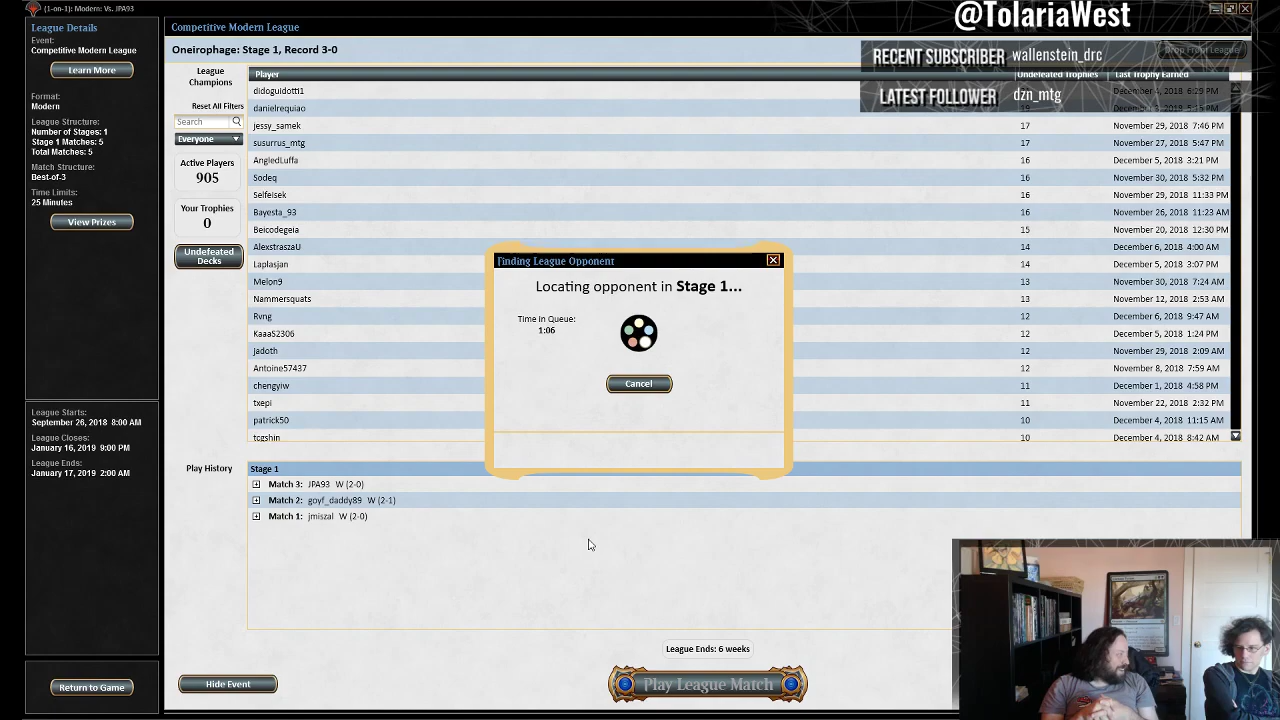 (1-on-1): Modern: Vs. JPA93
@TolariaWest
League Details
Event:
Competitive Modern League
Learn More
Format:
Modern
League Structure:
Number of Stages: 1
Stage 1 Matches: 5
Total Matches: 5
Match Structure:
Best-of-3
Time Limits:
25 Minutes
View Prizes
League Starts:
September 26, 2018 8:00 AM
League Closes:
January 16, 2019 9:00 PM
League Ends:
January 17, 2019 2:00 AM
Return to Game
Competitive Modern League
Oneirophage: Stage 1, Record 3-0
Drop From League
RECENT SUBSCRIBER wallenstein_drc
LATEST FOLLOWER dzn_mtg
League Champions
Reset All Filters
Search
Everyone
Active Players
905
Your Trophies
0
Undefeated Decks
Player Undefeated Trophies Last Trophy Earned
didoguidotti1
danielrequiao
jessy_samek 17 November 29, 2018 7:46 PM
susurrus_mtg 17 November 27, 2018 5:47 PM
AngledLuffa 16 December 5, 2018 3:21 PM
Sodeq 16 November 30, 2018 5:32 PM
Selfeisek 16 November 29, 2018 11:33 PM
Bayesta_93 16 November 26, 2018 11:23 AM
Beicodegeia 15 November 20, 2018 12:30 PM
AlexstraszaU 14 December 6, 2018 4:00 AM
Laplasjan 14 December 5, 2018 3:07 PM
Melon9 13 November 30, 2018 7:24 AM
Nammersquats 13 November 12, 2018 2:53 AM
Rvng 12 December 6, 2018 9:47 AM
KaaaS2306 12 December 5, 2018 1:24 PM
jadoth 12 November 29, 2018 2:09 AM
Antoine57437 12 November 8, 2018 7:59 AM
chengyiw 11 December 1, 2018 4:58 PM
txepi 11 November 22, 2018 2:32 PM
patrick50 10 December 4, 2018 11:15 AM
tcgshin 10 December 4, 2018 8:42 AM
Finding League Opponent
Locating opponent in Stage 1...
Time in Queue:
1:06
Cancel
Play History
Stage 1
Match 3: JPA93 W (2-0)
Match 2: goyf_daddy89 W (2-1)
Match 1: jmiszal W (2-0)
League Ends: 6 weeks
Hide Event
Play League Match